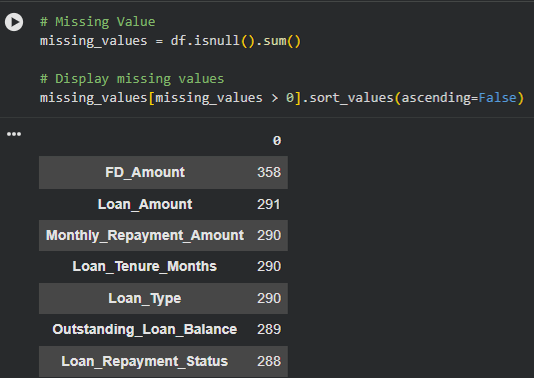 # Missing Value
missing_values = df.isnull().sum()
# Display missing values
missing_values[missing_values > 0].sort_values(ascending=False)
0
FD_Amount 358
Loan_Amount 291
Monthly_Repayment_Amount 290
Loan_Tenure_Months 290
Loan_Type 290
Outstanding_Loan_Balance 289
Loan_Repayment_Status 288